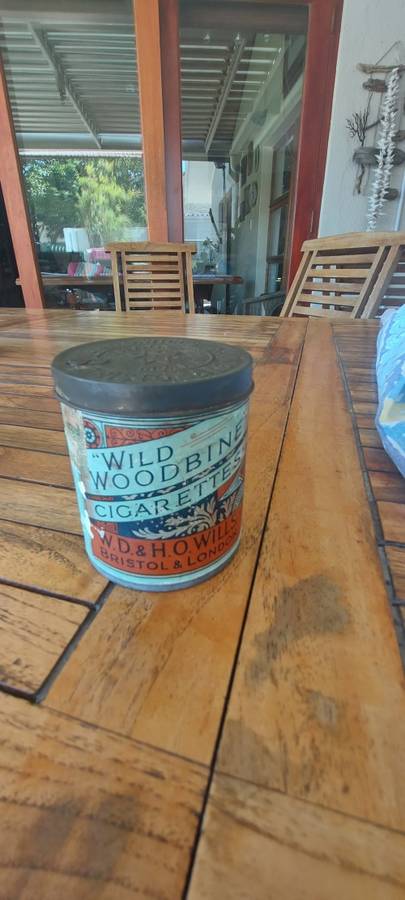 "WILD
WOODBINE"
CIGARETTES
W.D. & H.O. WILLS
BRISTOL & LONDON